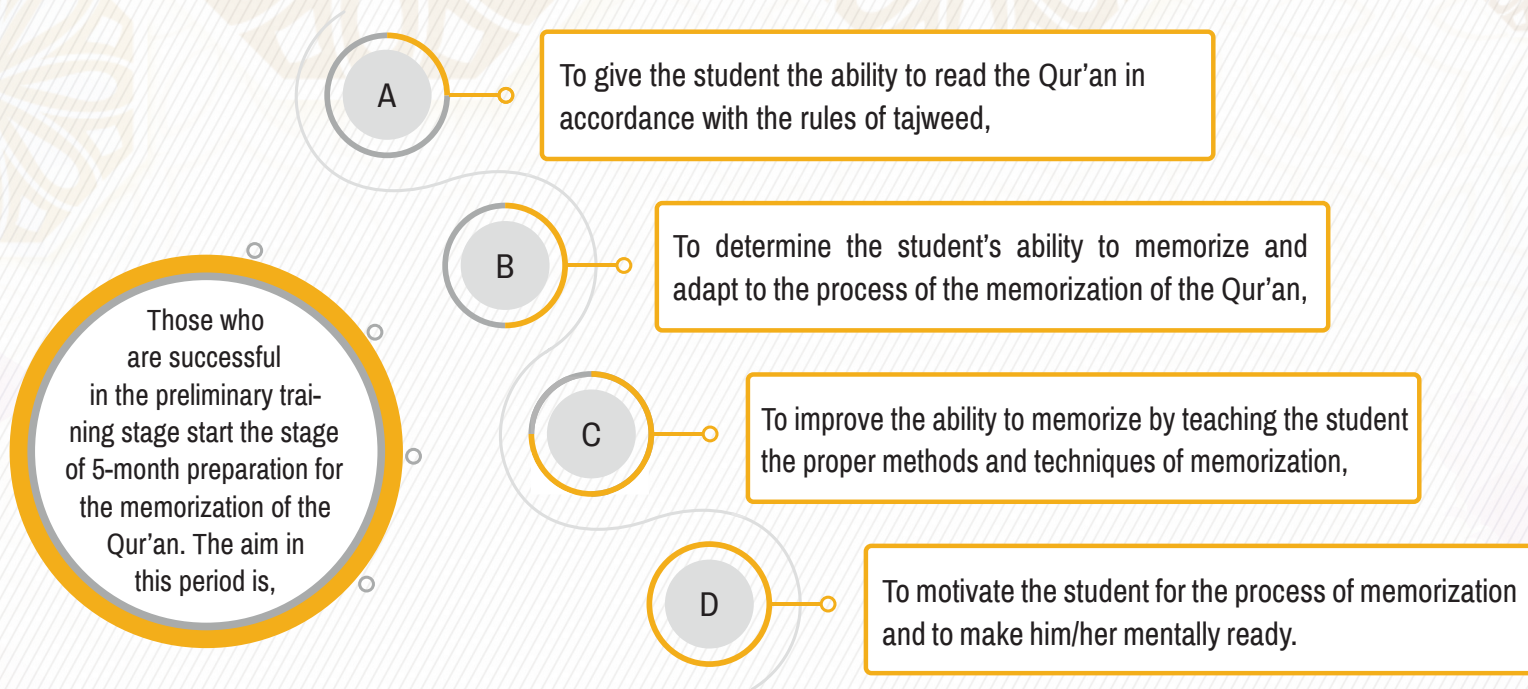 A
To give the student the ability to read the Qur’an in
accordance with the rules of tajweed,
B
To determine the student’s ability to memorize and
adapt to the process of the memorization of the Qur’an,
Those who
are successful
in the preliminary trai-
ning stage start the stage
of 5-month preparation for
the memorization of the
Qur’an. The aim in
this period is,
C
To improve the ability to memorize by teaching the student
the proper methods and techniques of memorization,
D
To motivate the student for the process of memorization
and to make him/her mentally ready.